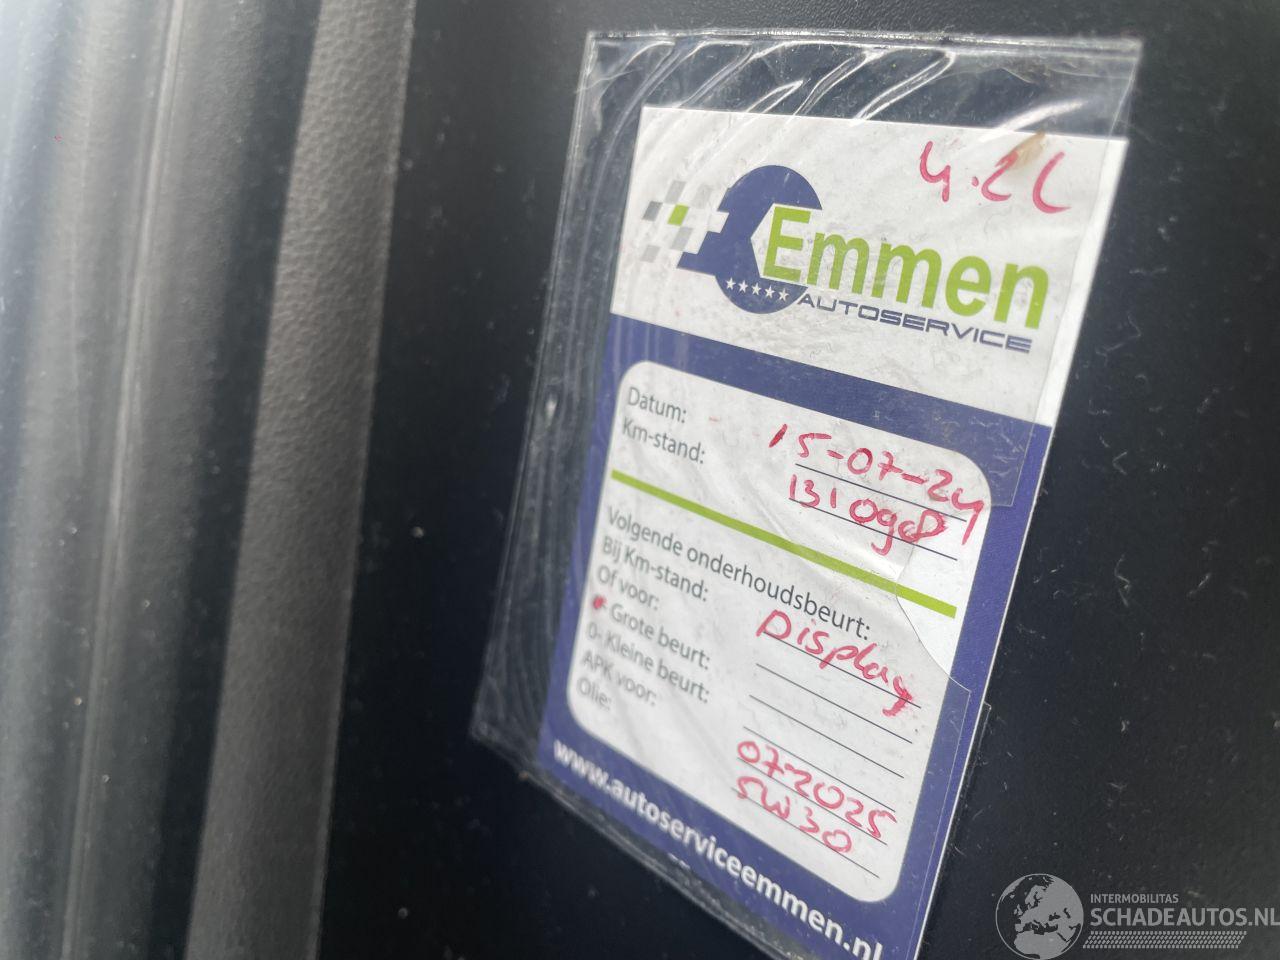 4.2L
Emmen
AUTOSERVICE
Datum: 15-07-24
Km-stand:
Volgende onderhoudsbeurt:
Bij Km-stand: Display
Of voor:
Grote beurt:
0- Kleine beurt:
APK voor: 07-2025
Olie: 5W30
www.autoserviceemmen.nl
INTERMOBILITAS
SCHADEAUTOS.NL